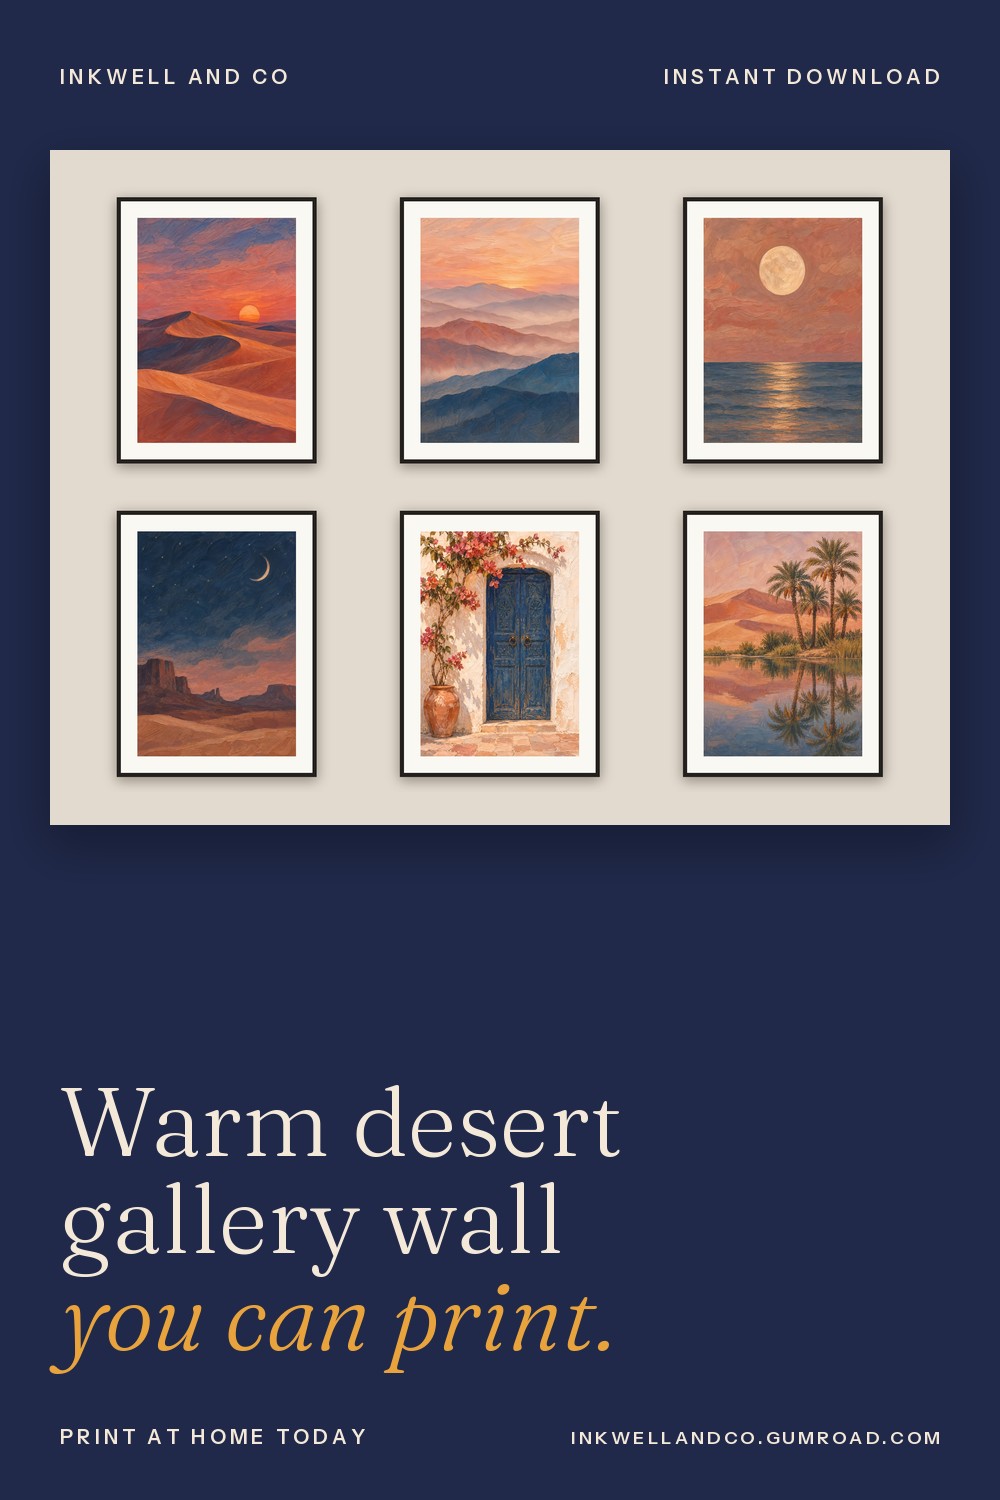 INKWELL AND CO
INSTANT DOWNLOAD
Warm desert
gallery wall
you can print.
PRINT AT HOME TODAY
INKWELLANDCO.GUMROAD.COM